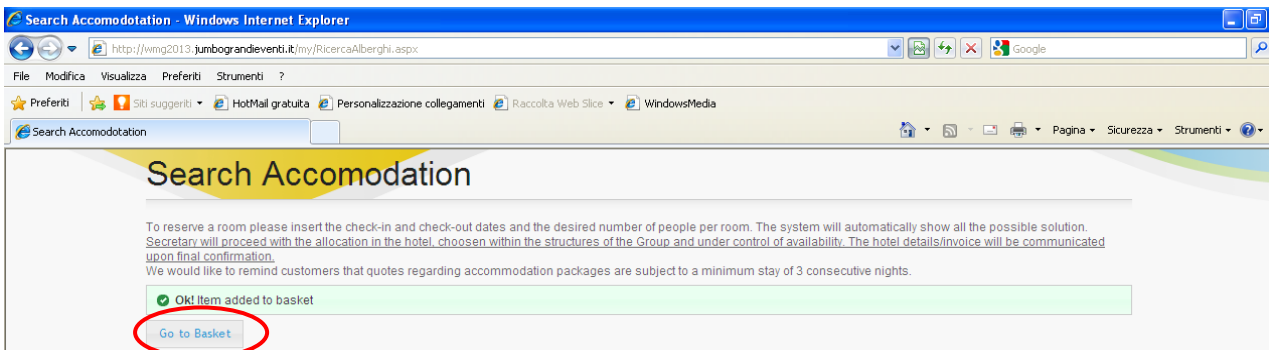 Search Accomodotation - Windows Internet Explorer
http://wmg2013.jumbograndieventi.it/my/RicercaAlberghi.aspx
Google
File Modifica Visualizza Preferiti Strumenti ?
Preferiti Siti suggeriti HotMail gratuita Personalizzazione collegamenti Raccolta Web Slice WindowsMedia
Search Accomodotation Pagina Sicurezza Strumenti
Search Accomodation
To reserve a room please insert the check-in and check-out dates and the desired number of people per room. The system will automatically show all the possible solution.
Secretary will proceed with the allocation in the hotel, choosen within the structures of the Group and under control of availability. The hotel details/invoice will be communicated
upon final confirmation.
We would like to remind customers that quotes regarding accommodation packages are subject to a minimum stay of 3 consecutive nights.
Ok! Item added to basket
Go to Basket